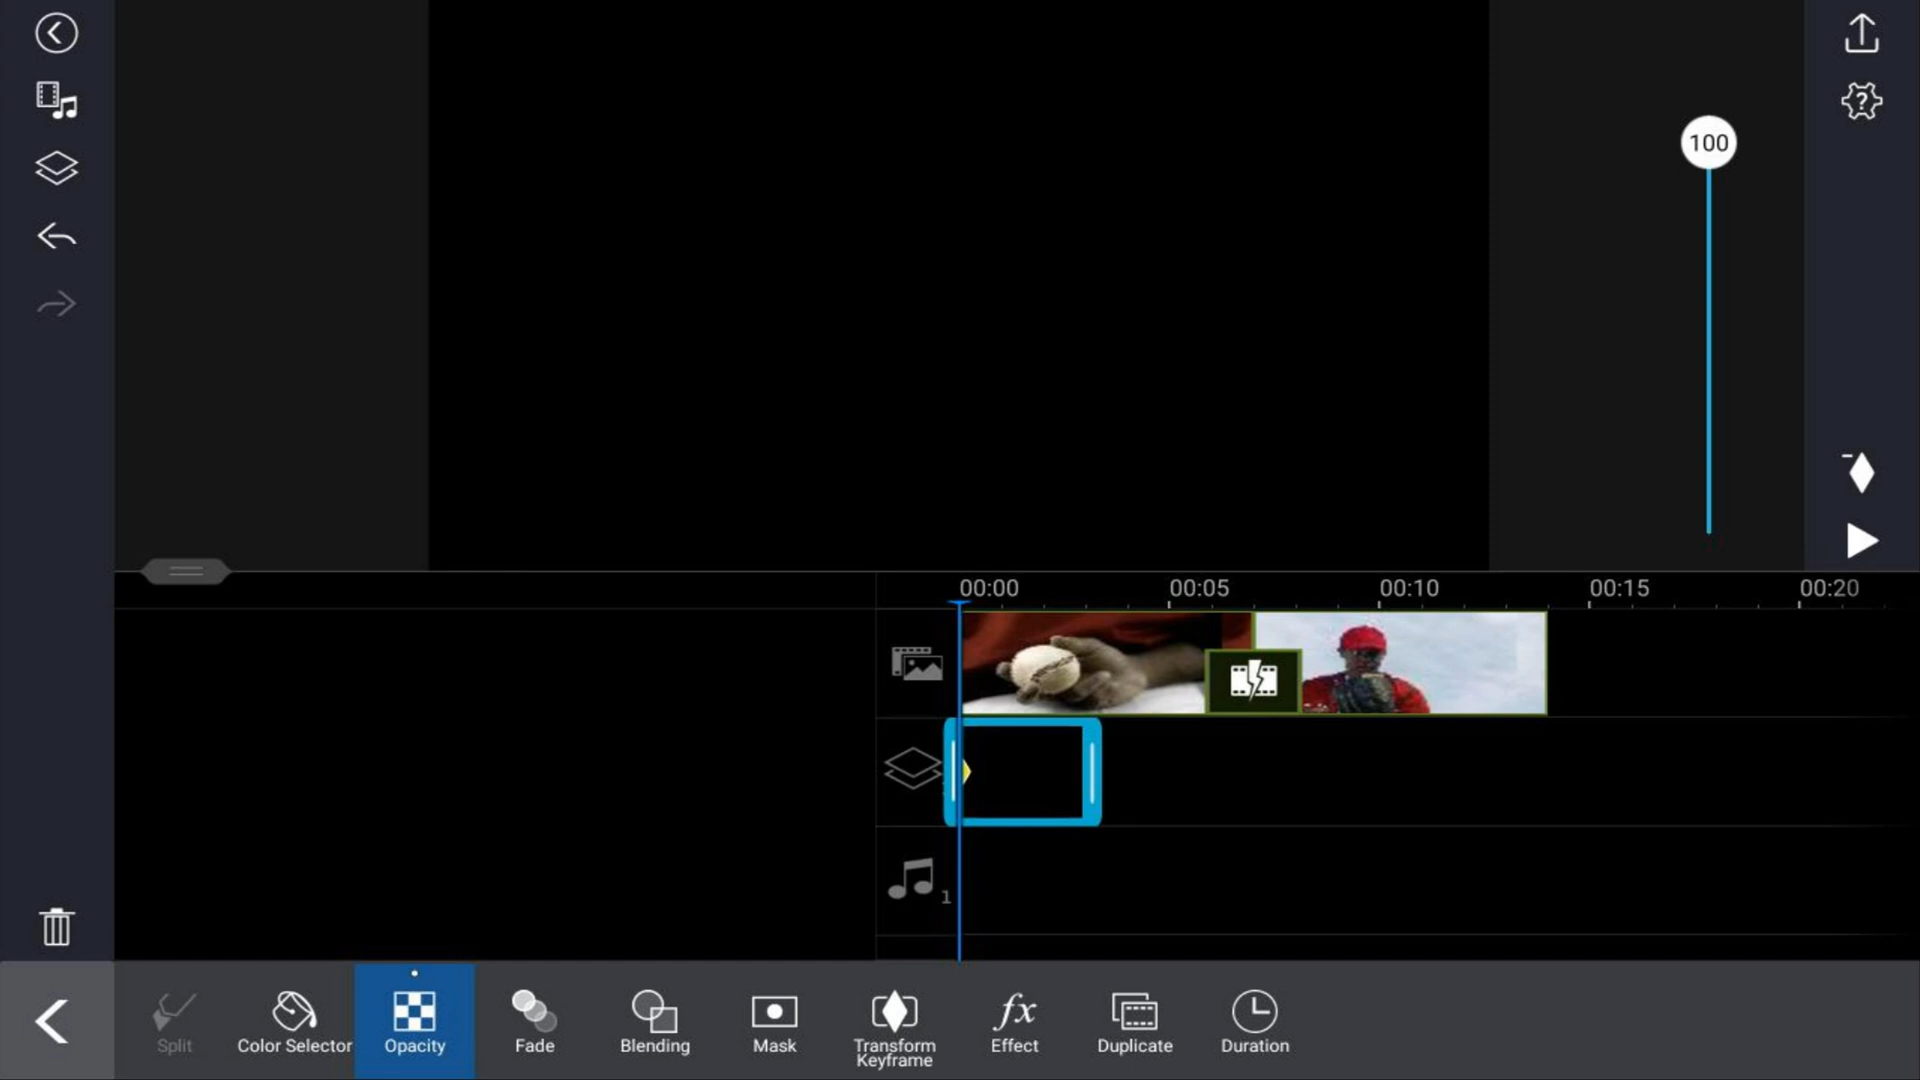 100
00:00 00:05 00:10 00:15 00:20
1
Split Color Selector Opacity Fade Blending Mask Transform Keyframe Effect Duplicate Duration